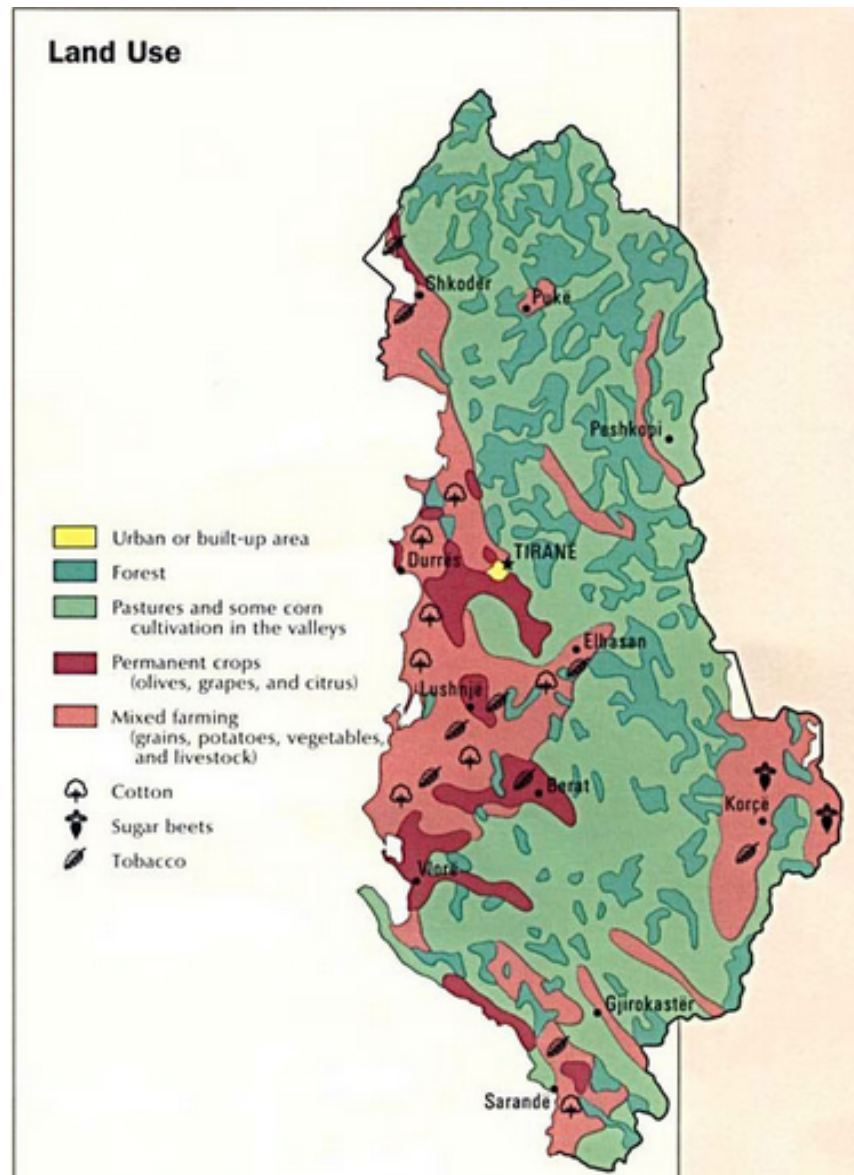 Land Use
Shkodër
Pukë
Peshkopi
Urban or built-up area
TIRANË
Durrës
Forest
Pastures and some corn
cultivation in the valleys
Elbasan
Permanent crops
(olives, grapes, and citrus)
Lushnje
Mixed farming
(grains, potatoes, vegetables,
and livestock)
Cotton
Berat
Korçë
Sugar beets
Tobacco
Vlorë
Gjirokastër
Sarandë